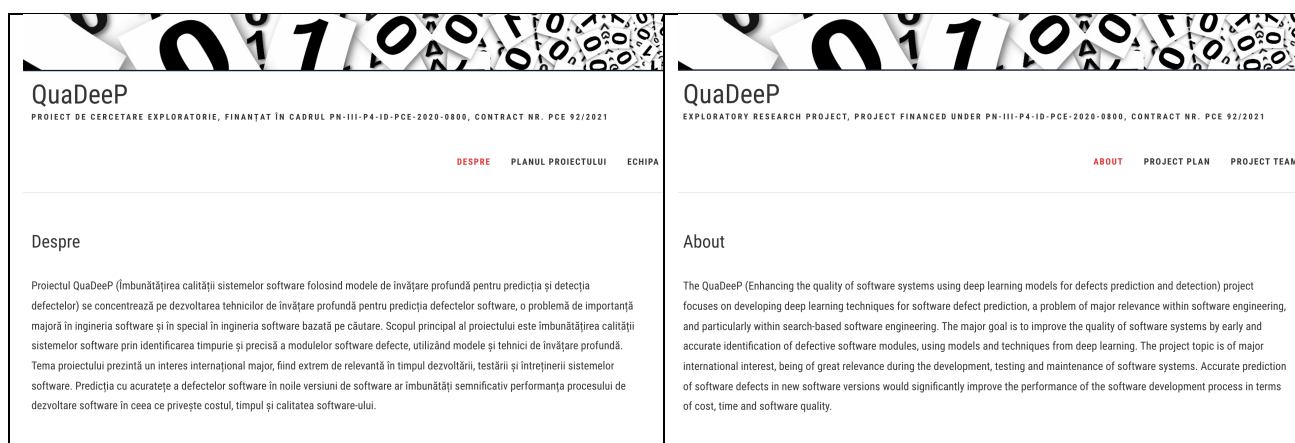 QuaDeeP
PROIECT DE CERCETARE EXPLORATORIE, FINANȚAT ÎN CADRUL PN-III-P4-ID-PCE-2020-0800, CONTRACT NR. PCE 92/2021
DESPRE PLANUL PROIECTULUI ECHIPA
Despre
Proiectul QuaDeeP (Îmbunătățirea calității sistemelor software folosind modele de învățare profundă pentru predicția și detecția
defectelor) se concentrează pe dezvoltarea tehnicilor de învățare profundă pentru predicția defectelor software, o problemă de importanță
majoră în ingineria software și în special în ingineria software bazată pe căutare. Scopul principal al proiectului este îmbunătățirea calității
sistemelor software prin identificarea timpurie și precisă a modulelor software defecte, utilizând modele și tehnici de învățare profundă.
Tema proiectului prezintă un interes internațional major, fiind extrem de relevantă în timpul dezvoltării, testării și întreținerii sistemelor
software. Predicția cu acuratețe a defectelor software în noile versiuni de software ar îmbunătăți semnificativ performanța procesului de
dezvoltare software în ceea ce privește costul, timpul și calitatea software-ului.
QuaDeeP
EXPLORATORY RESEARCH PROJECT, PROJECT FINANCED UNDER PN-III-P4-ID-PCE-2020-0800, CONTRACT NR. PCE 92/2021
ABOUT PROJECT PLAN PROJECT TEAM
About
The QuaDeeP (Enhancing the quality of software systems using deep learning models for defects prediction and detection) project
focuses on developing deep learning techniques for software defect prediction, a problem of major relevance within software engineering,
and particularly within search-based software engineering. The major goal is to improve the quality of software systems by early and
accurate identification of defective software modules, using models and techniques from deep learning. The project topic is of major
international interest, being of great relevance during the development, testing and maintenance of software systems. Accurate prediction
of software defects in new software versions would significantly improve the performance of the software development process in terms
of cost, time and software quality.